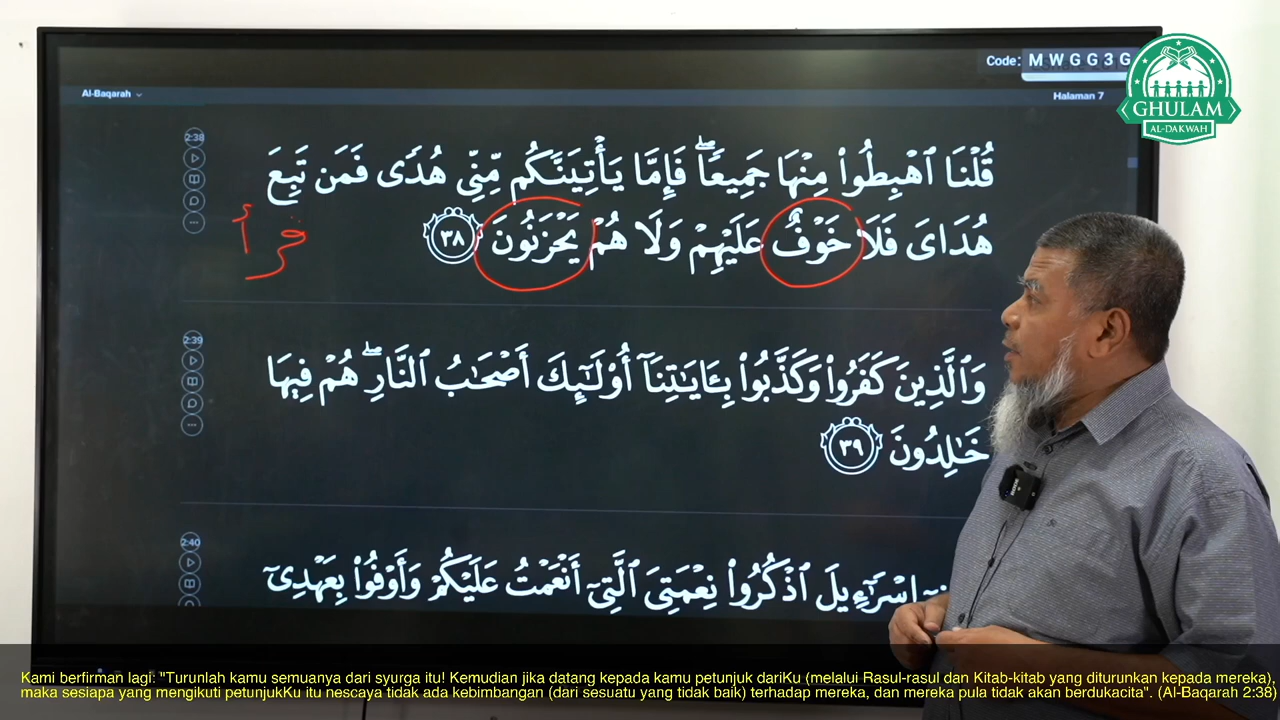 Code: M W G G 3 G
GHULAM
AL-DAKWAH
Al-Baqarah
Halaman 7
2:38
قُلْنَا ٱهْبِطُوا۟ مِنْهَا جَمِيعًا ۖ فَإِمَّا يَأْتِيَنَّكُم مِّنِّى هُدًى فَمَن تَبِعَ
هُدَاىَ فَلَا خَوْفٌ عَلَيْهِمْ وَلَا هُمْ يَحْزَنُونَ ٣٨
قرأ
2:39
وَٱلَّذِينَ كَفَرُوا۟ وَكَذَّبُوا۟ بِـَٔايَـٰتِنَآ أُو۟لَـٰٓئِكَ أَصْحَـٰبُ ٱلنَّارِ ۖ هُمْ فِيهَا
خَـٰلِدُونَ ٣٩
2:40
إِسْرَٰٓءِيلَ ٱذْكُرُوا۟ نِعْمَتِىَ ٱلَّتِىٓ أَنْعَمْتُ عَلَيْكُمْ وَأَوْفُوا۟ بِعَهْدِىٓ
Kami berfirman lagi: "Turunlah kamu semuanya dari syurga itu! Kemudian jika datang kepada kamu petunjuk dariKu (melalui Rasul-rasul dan Kitab-kitab yang diturunkan kepada mereka),
maka sesiapa yang mengikuti petunjukKu itu nescaya tidak ada kebimbangan (dari sesuatu yang tidak baik) terhadap mereka, dan mereka pula tidak akan berdukacita". (Al-Baqarah 2:38)